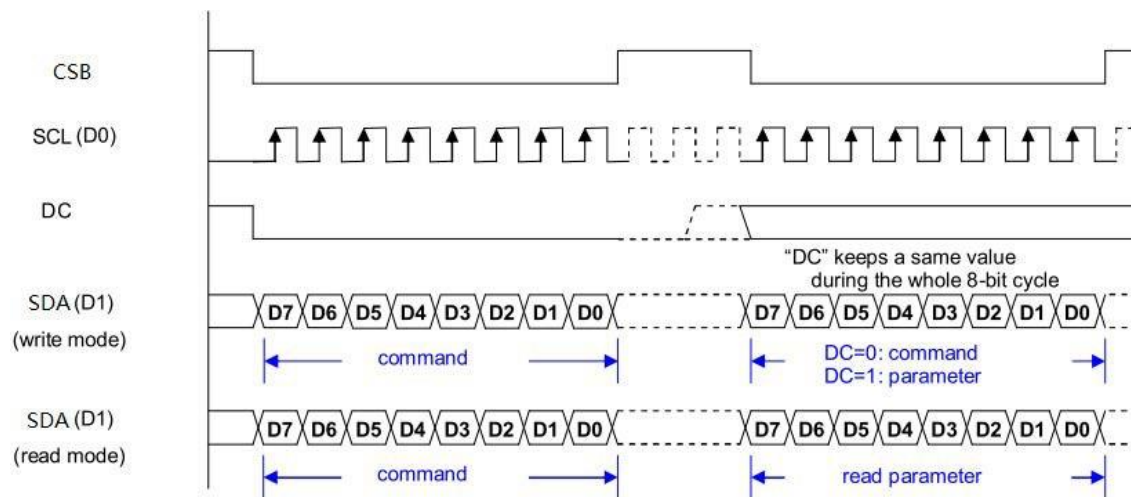 CSB
SCL (D0)
DC
"DC" keeps a same value
during the whole 8-bit cycle
SDA (D1)
(write mode)
D7 D6 D5 D4 D3 D2 D1 D0
D7 D6 D5 D4 D3 D2 D1 D0
command
DC=0: command
DC=1: parameter
SDA (D1)
(read mode)
D7 D6 D5 D4 D3 D2 D1 D0
D7 D6 D5 D4 D3 D2 D1 D0
command
read parameter